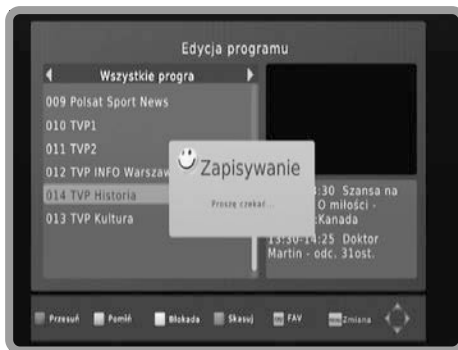 Edycja programu
Wszystkie progra
009 Polsat Sport News
010 TVP1
011 TVP2
012 TVP INFO Warszaw
014 TVP Historia
013 TVP Kultura
Zapisywanie
Proszę czekać...
:30 Szansa na
O miłości -
:Kanada
13:30-14:25 Doktor
Martin - odc. 31ost.
Przesuń Pomiń Blokada Skasuj FAV Zmiana